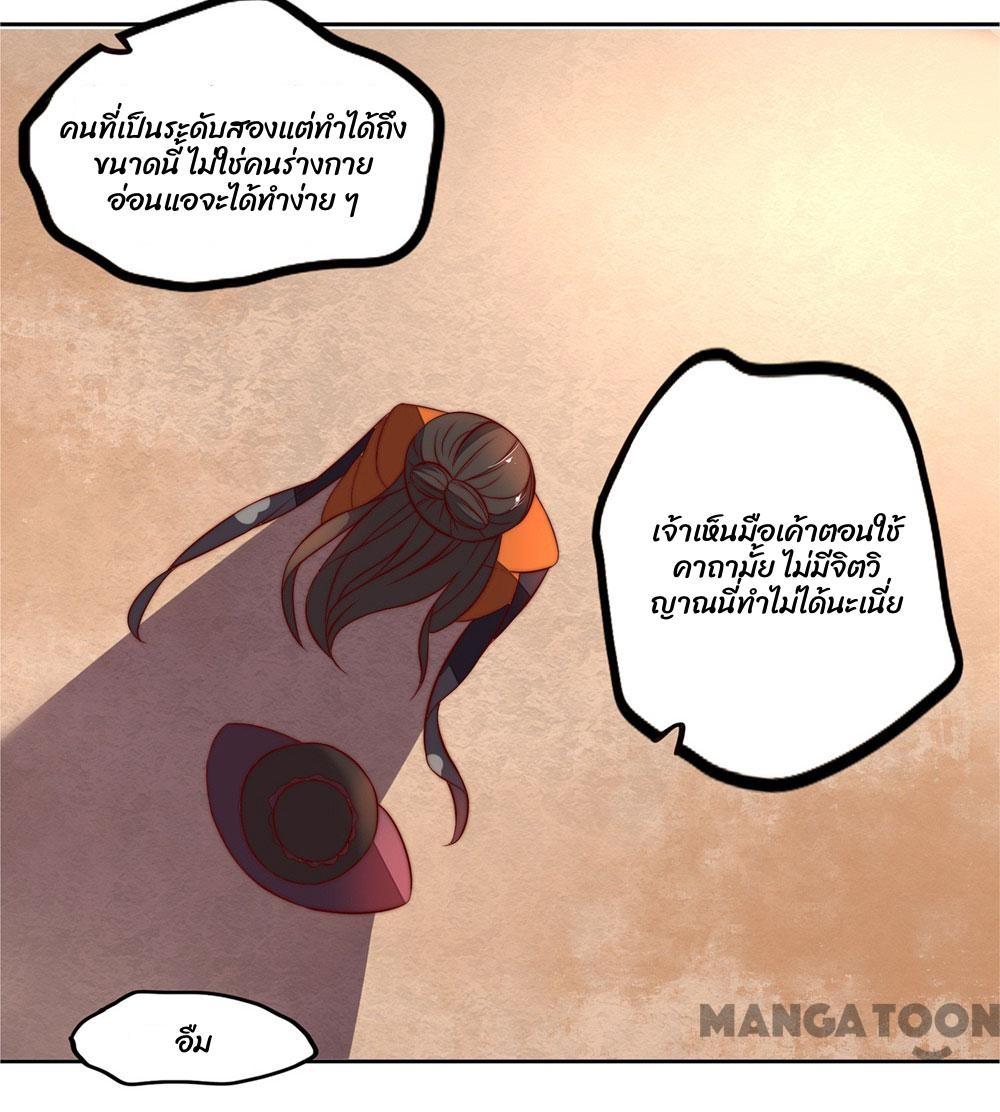 คนที่เป็นระดับสองแต่ทำได้ถึง
ขนาดนี้ ไม่ใช่คนร่างกาย
อ่อนแอจะได้ทำง่าย ๆ
เจ้าเห็นมือเค้าตอนใช้
คาถามั้ย ไม่มีจิตวิ
ญาณนี่ทำไม่ได้นะเนี่ย
อืม
MANGATOON